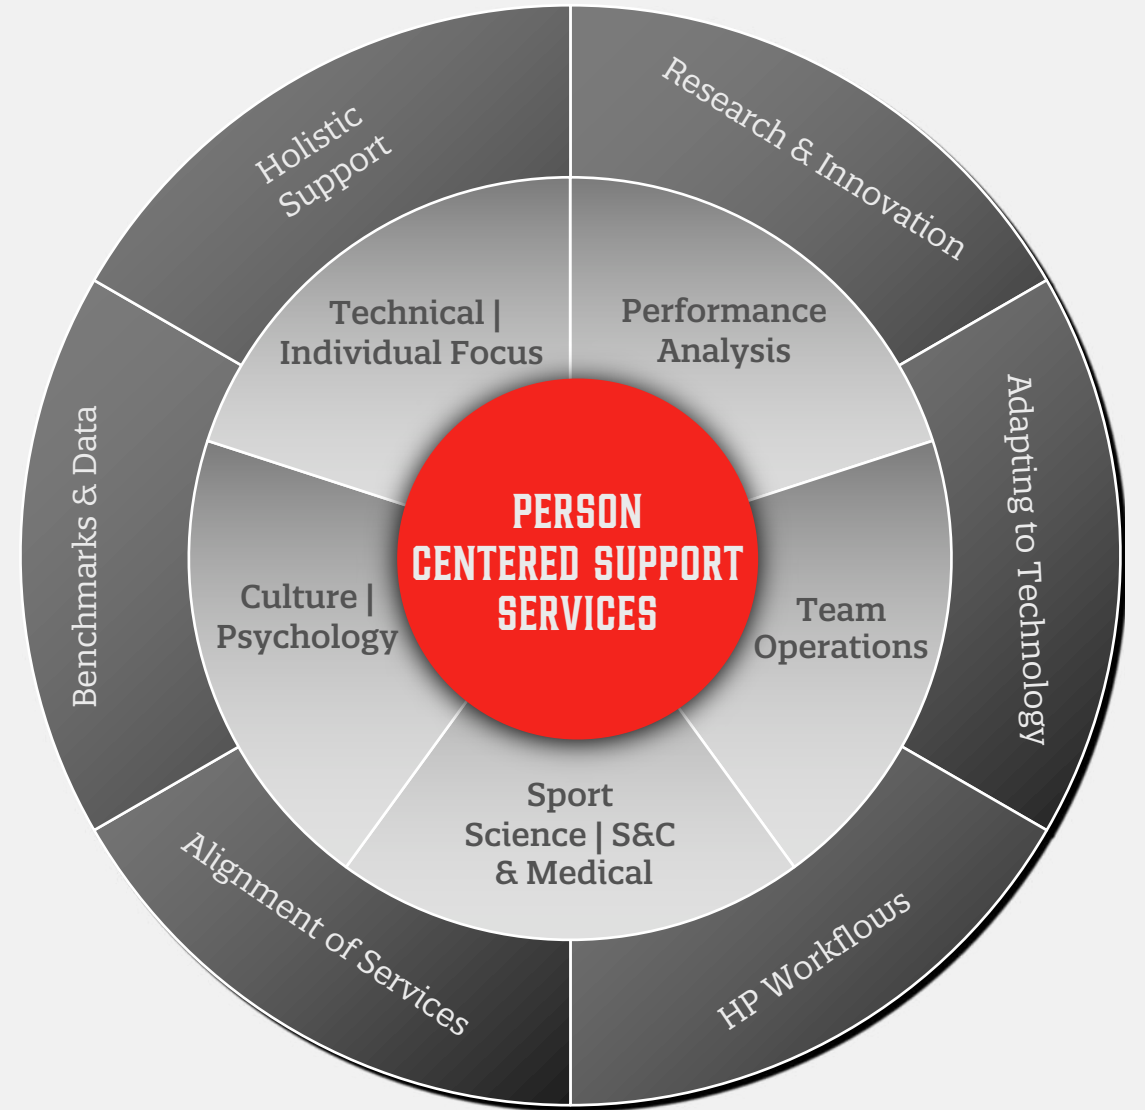 Holistic
Support
Research & Innovation
Adapting to Technology
HP Workflows
Alignment of Services
Benchmarks & Data
Technical |
Individual Focus
Performance
Analysis
Team
Operations
Sport
Science | S&C
& Medical
Culture |
Psychology
PERSON
CENTERED SUPPORT
SERVICES